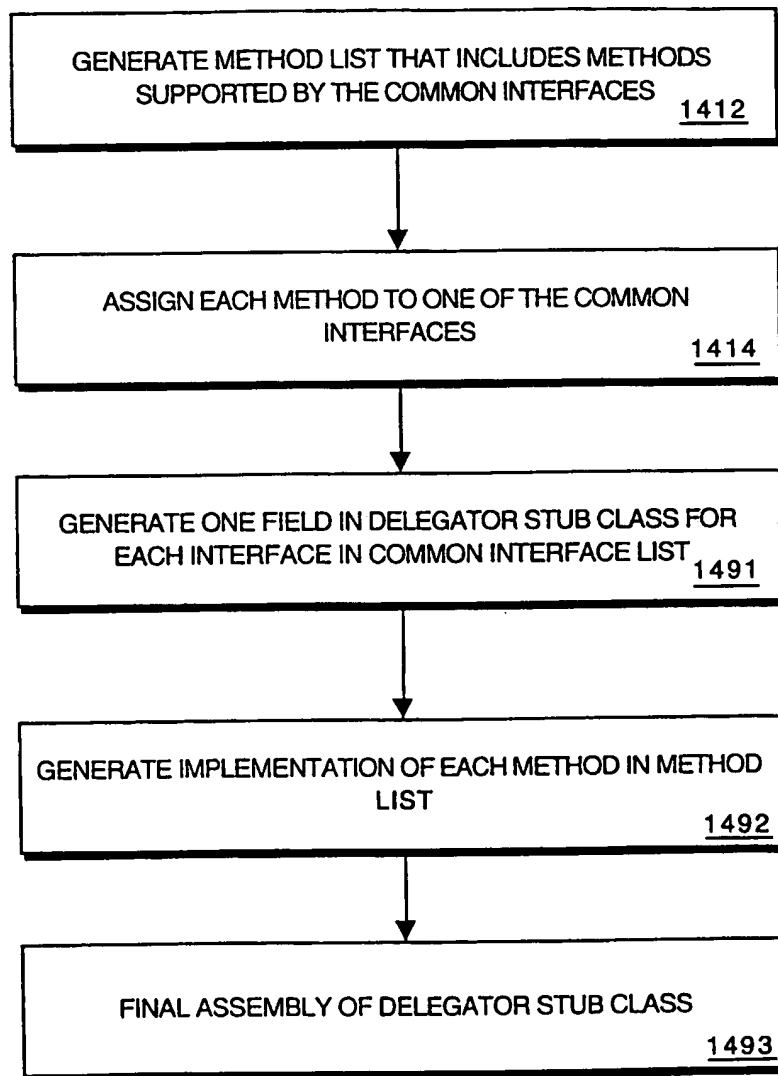 GENERATE METHOD LIST THAT INCLUDES METHODS
SUPPORTED BY THE COMMON INTERFACES
1412
ASSIGN EACH METHOD TO ONE OF THE COMMON
INTERFACES
1414
GENERATE ONE FIELD IN DELEGATOR STUB CLASS FOR
EACH INTERFACE IN COMMON INTERFACE LIST
1491
GENERATE IMPLEMENTATION OF EACH METHOD IN METHOD
LIST
1492
FINAL ASSEMBLY OF DELEGATOR STUB CLASS
1493